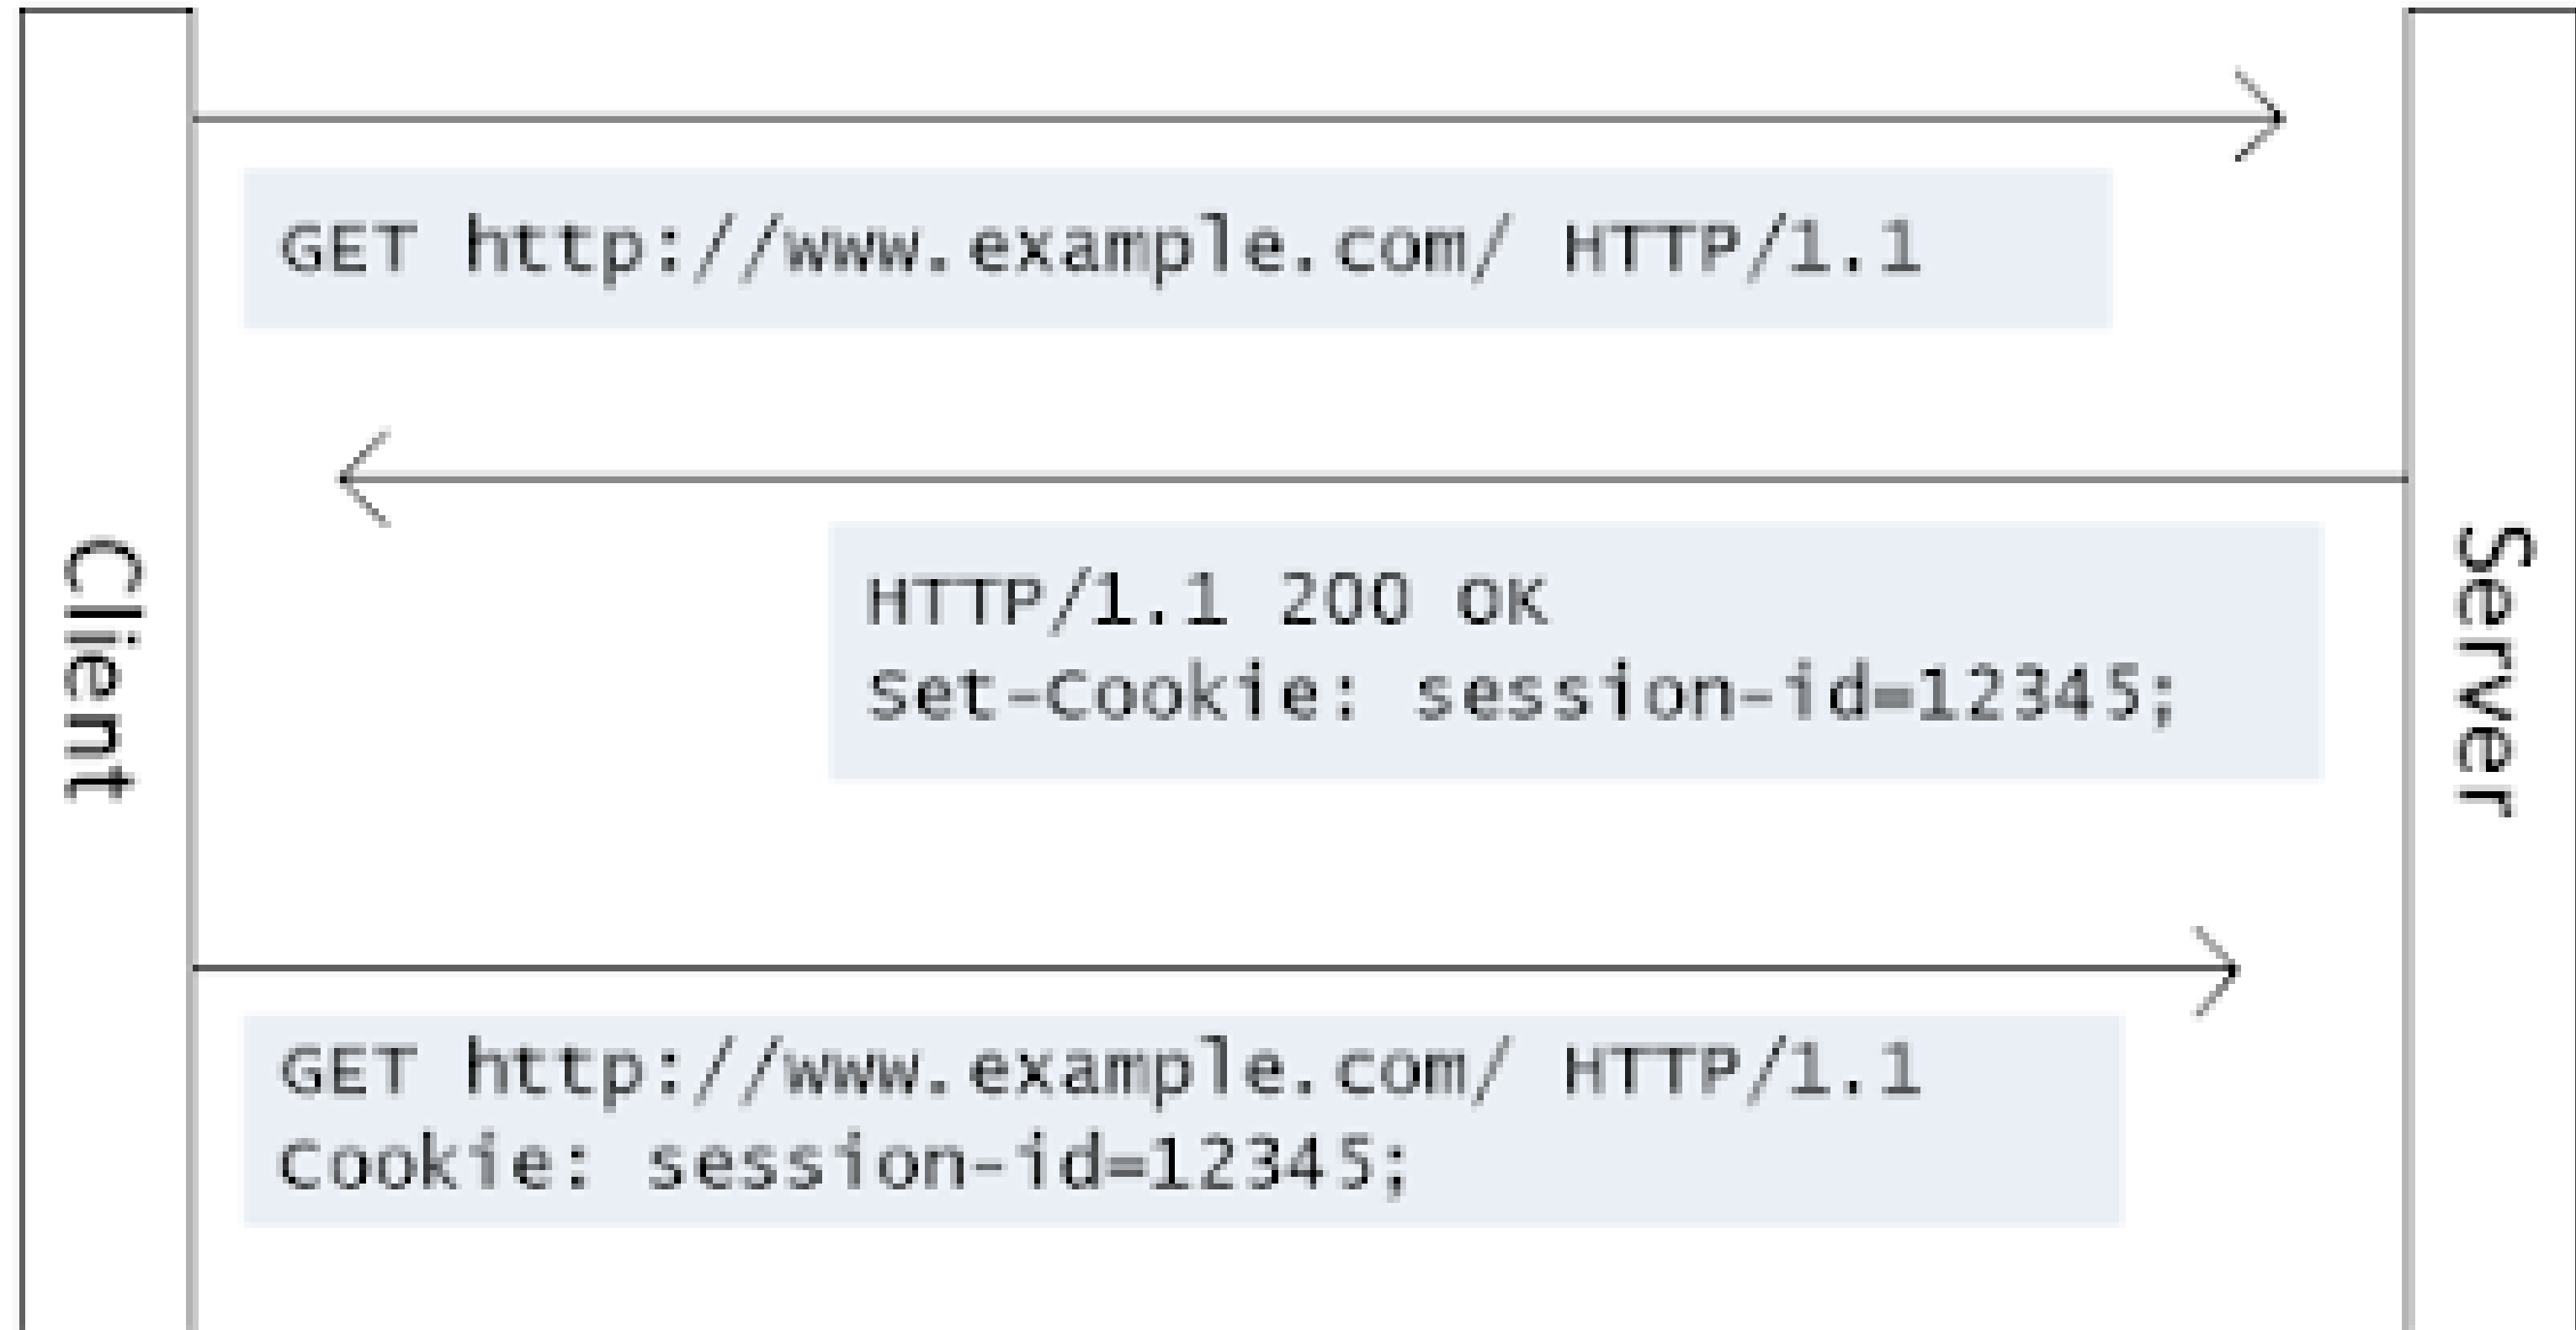 GET http://www.example.com/ HTTP/1.1
Client
HTTP/1.1 200 OK
Set-Cookie: session-id=12345;
Server
GET http://www.example.com/ HTTP/1.1
Cookie: session-id=12345;